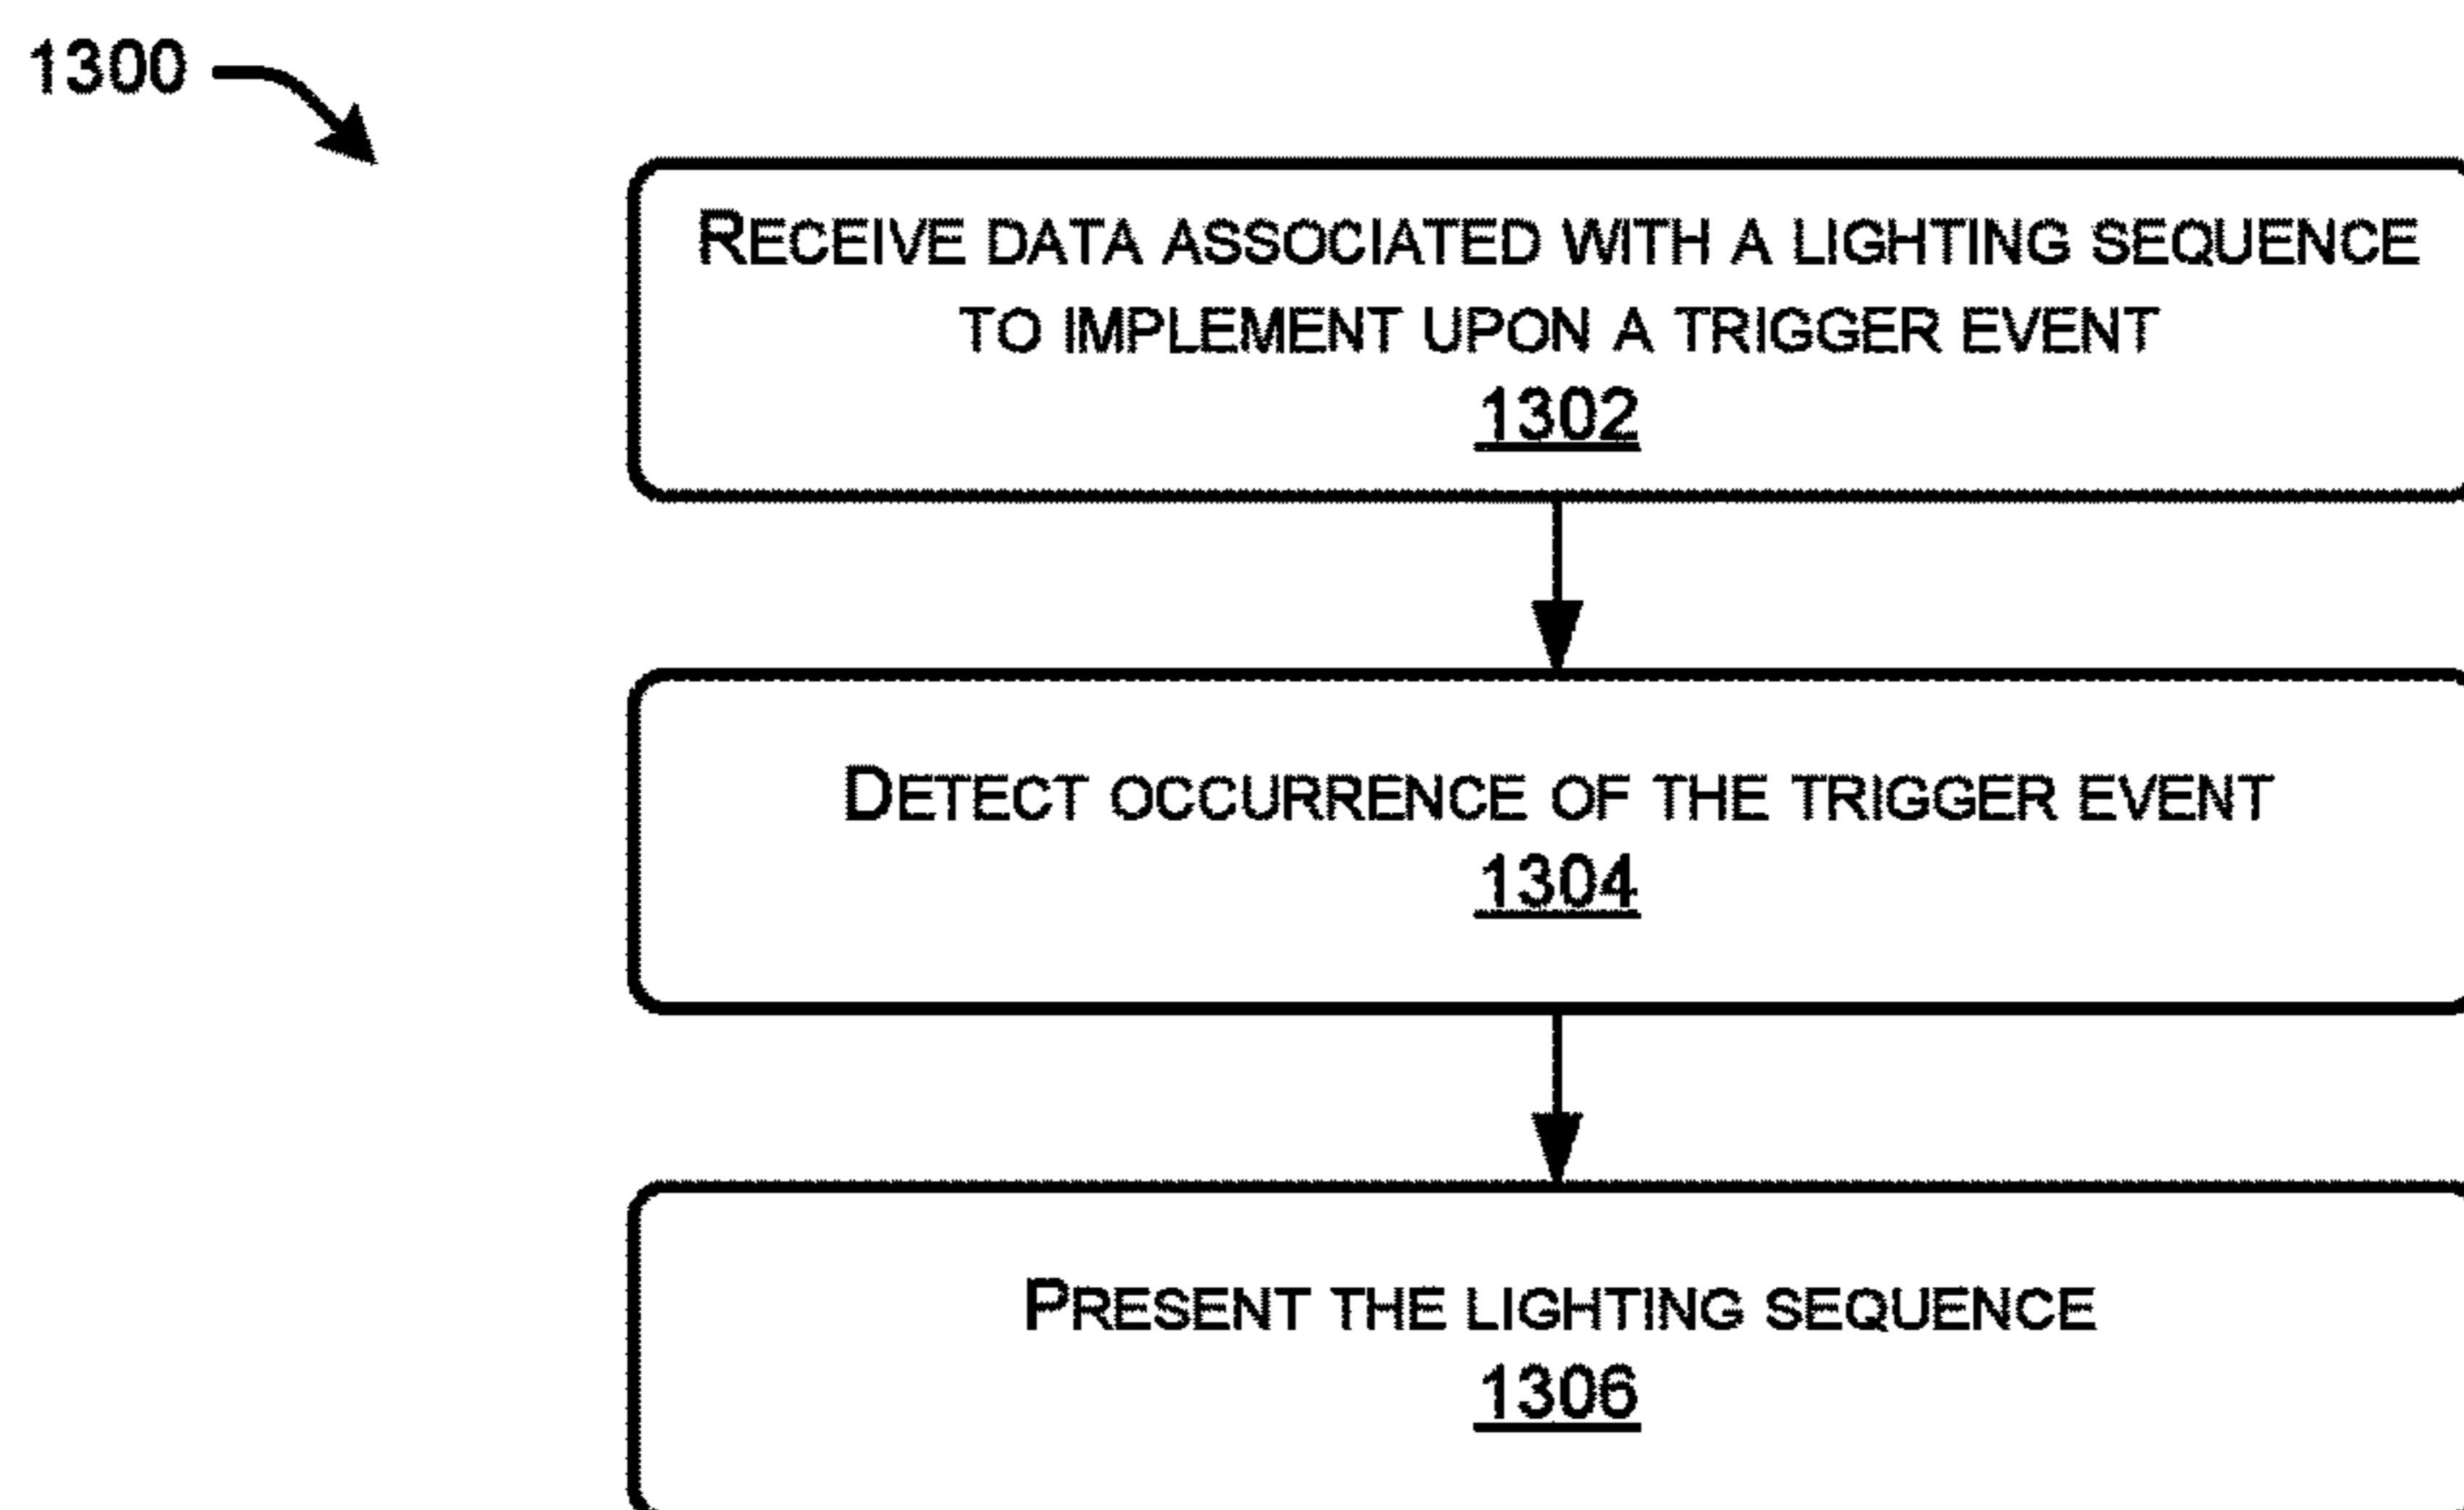 1300
RECEIVE DATA ASSOCIATED WITH A LIGHTING SEQUENCE
TO IMPLEMENT UPON A TRIGGER EVENT
1302
DETECT OCCURRENCE OF THE TRIGGER EVENT
1304
PRESENT THE LIGHTING SEQUENCE
1306